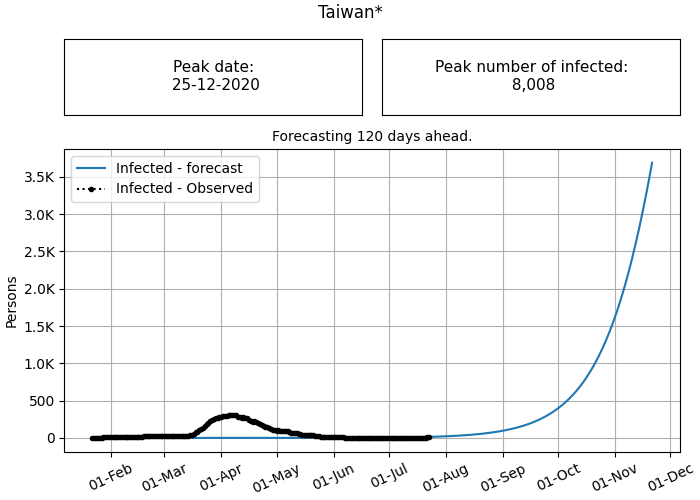 Taiwan*
Peak date:
25-12-2020
Peak number of infected:
8,008
Forecasting 120 days ahead.
Infected - forecast
Infected - Observed
Persons
3.5K
3.0K
2.5K
2.0K
1.5K
1.0K
500
0
01-Feb
01-Mar
01-Apr
01-May
01-Jun
01-Jul
01-Aug
01-Sep
01-Oct
01-Nov
01-Dec